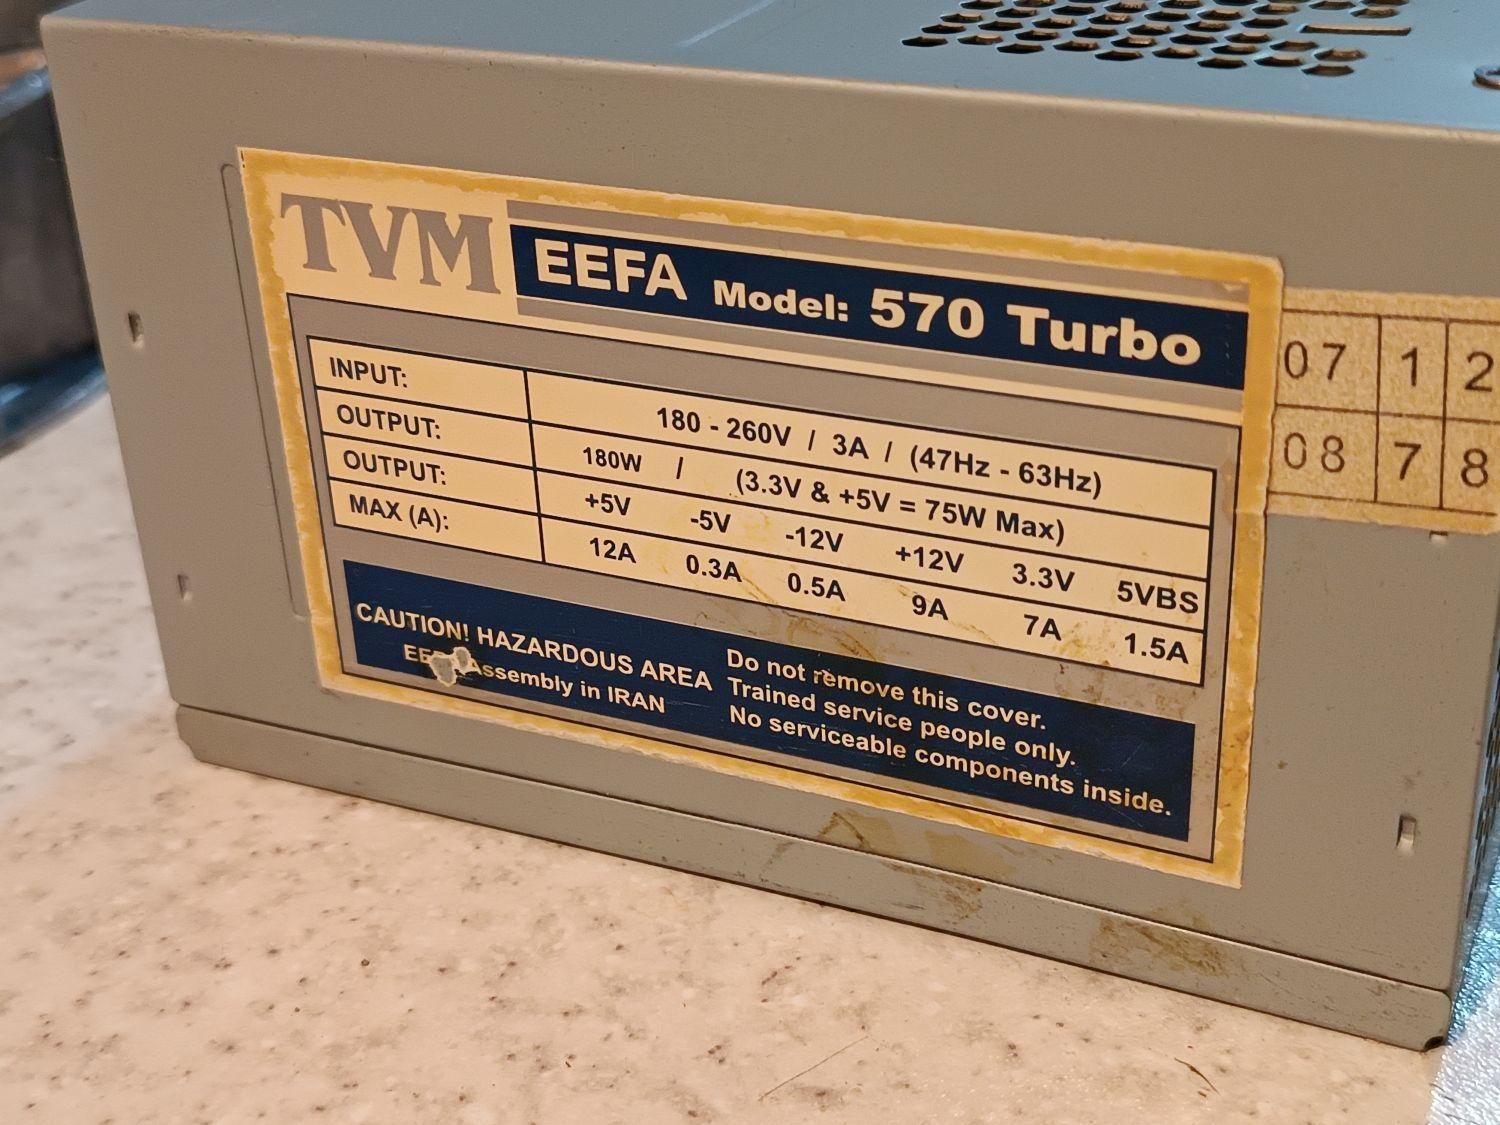 TVM EEFA Model: 570 Turbo
INPUT: 180 - 260V / 3A / (47Hz - 63Hz)
OUTPUT: 180W / (3.3V & +5V = 75W Max)
OUTPUT: +5V -5V -12V +12V 3.3V 5VBS
MAX (A): 12A 0.3A 0.5A 9A 7A 1.5A
CAUTION! HAZARDOUS AREA
Assembly in IRAN
Do not remove this cover.
Trained service people only.
No serviceable components inside.
07 1 2
08 7 8